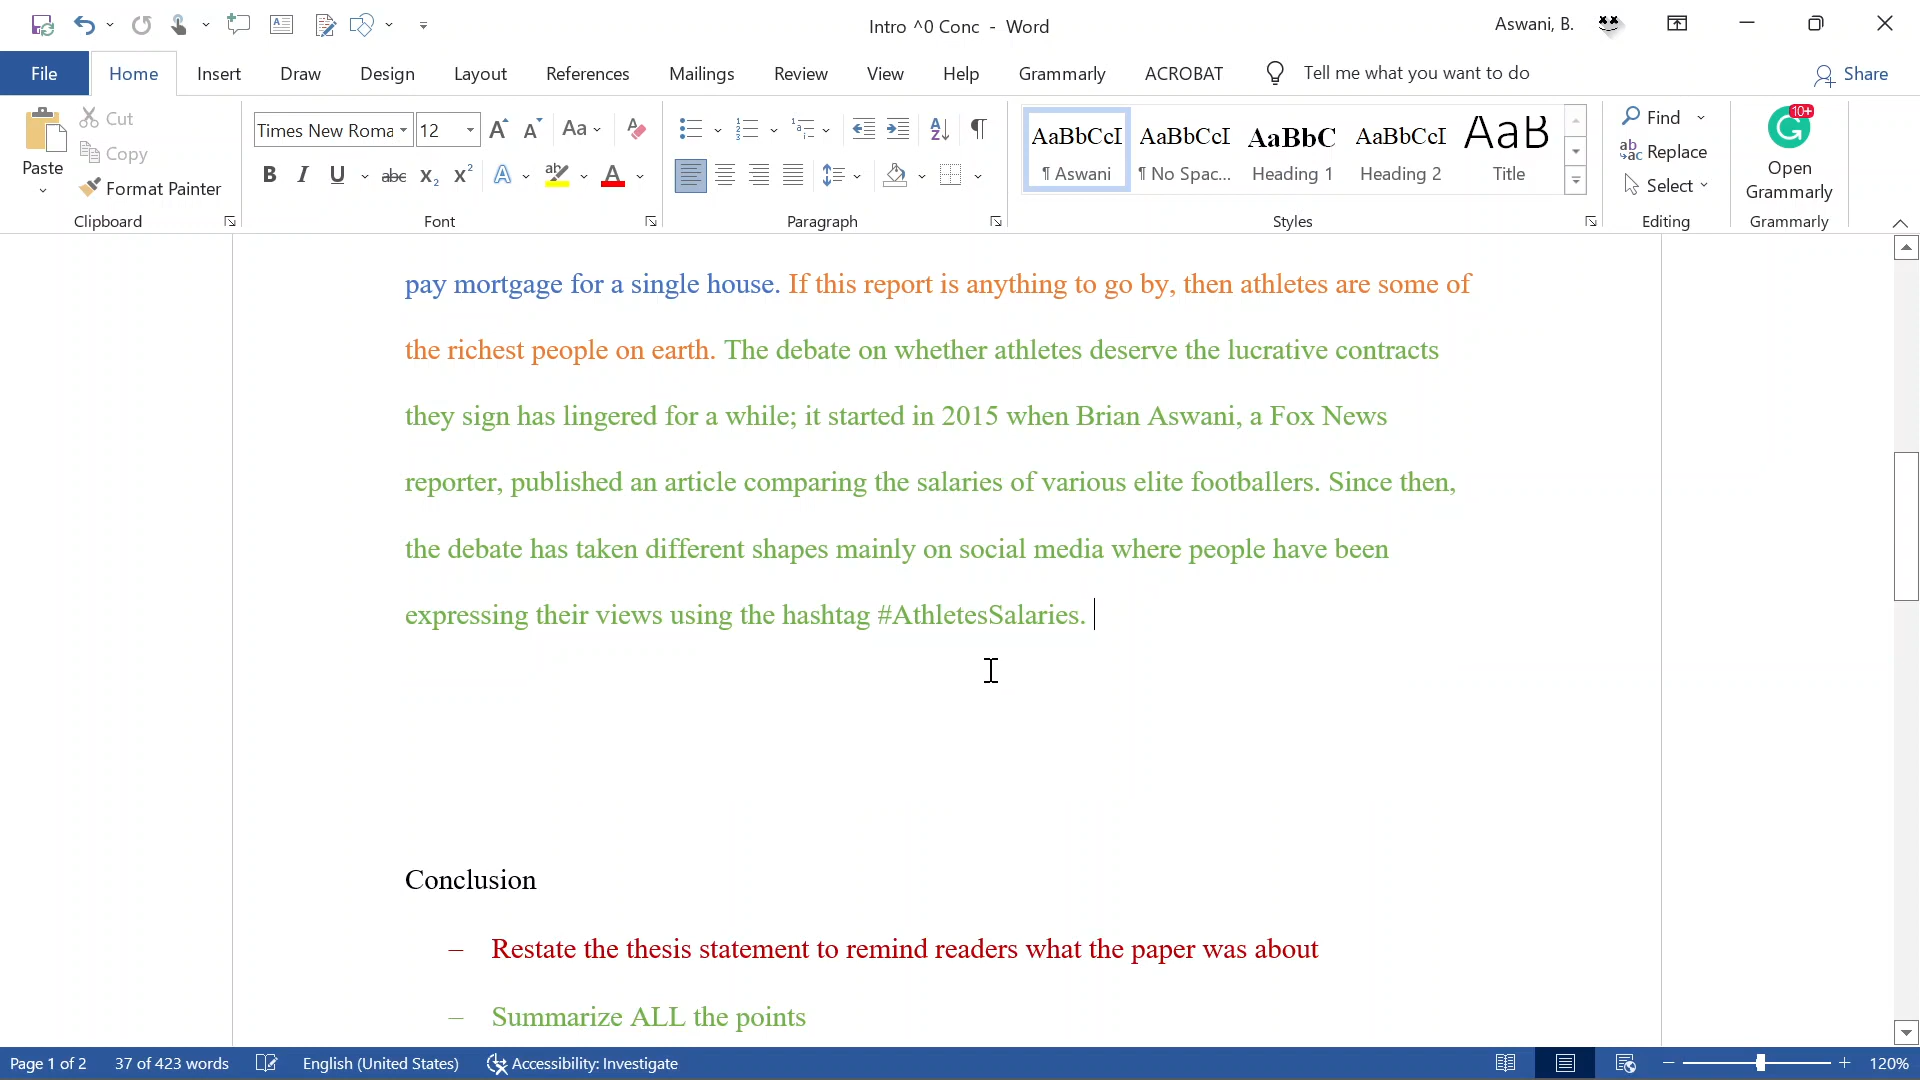 Intro ^0 Conc - Word
Aswani, B.
File Home Insert Draw Design Layout References Mailings Review View Help Grammarly ACROBAT Tell me what you want to do Share
Paste
Cut
Copy
Format Painter
Clipboard
Times New Roma 12
Font
Paragraph
AaBbCcI AaBbCcI AaBbC AaBbCcI AaB
¶ Aswani ¶ No Spac... Heading 1 Heading 2 Title
Styles
Find
Replace
Select
Editing
10+
Open
Grammarly
Grammarly
pay mortgage for a single house. If this report is anything to go by, then athletes are some of
the richest people on earth. The debate on whether athletes deserve the lucrative contracts
they sign has lingered for a while; it started in 2015 when Brian Aswani, a Fox News
reporter, published an article comparing the salaries of various elite footballers. Since then,
the debate has taken different shapes mainly on social media where people have been
expressing their views using the hashtag #AthletesSalaries.
Conclusion
– Restate the thesis statement to remind readers what the paper was about
– Summarize ALL the points
Page 1 of 2 37 of 423 words English (United States) Accessibility: Investigate 120%